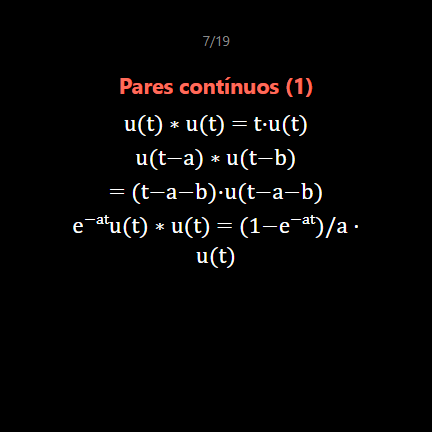 7/19
Pares contínuos (1)
u(t) ∗ u(t) = t·u(t)
u(t−a) ∗ u(t−b)
= (t−a−b)·u(t−a−b)
e⁻ᵃᵗu(t) ∗ u(t) = (1−e⁻ᵃᵗ)/a ·
u(t)